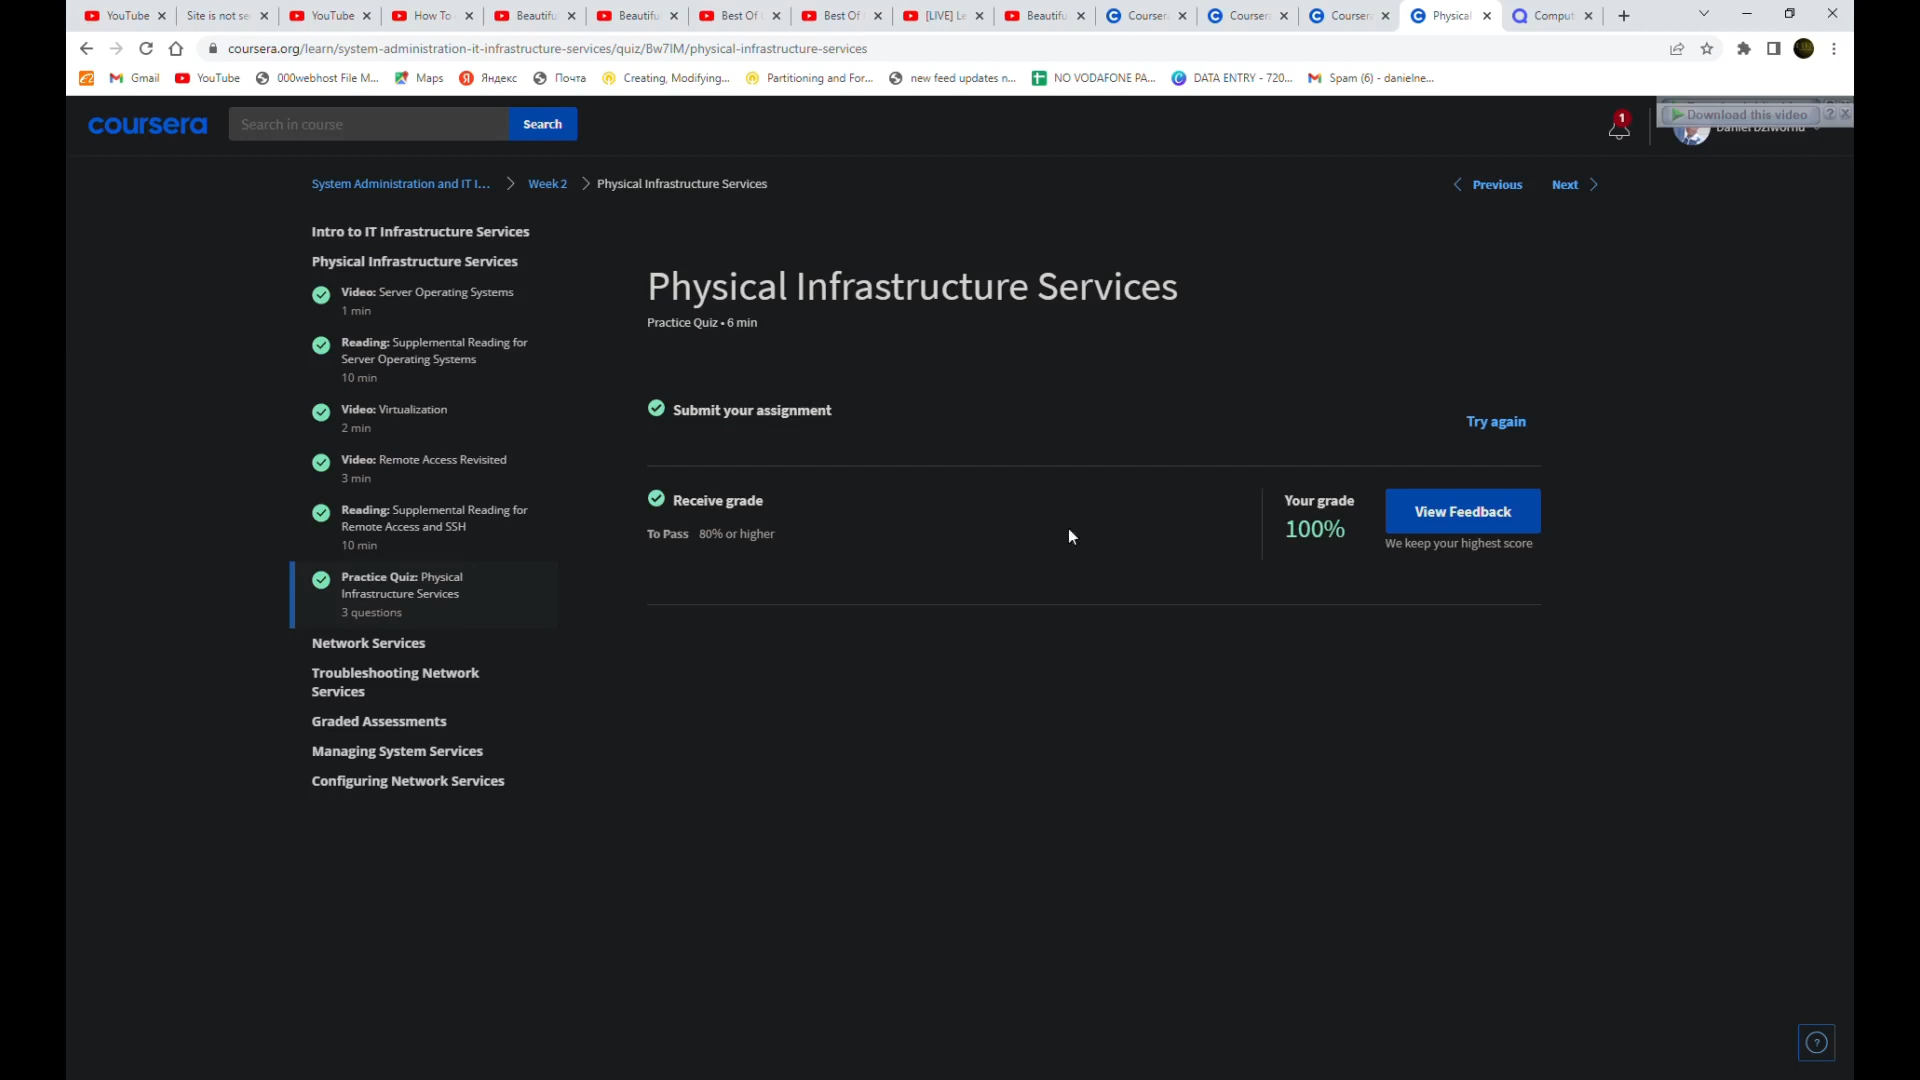 YouTube
Site is not se
YouTube
How To
Beautifu
Beautifu
Best Of
Best Of
[LIVE] Le
Beautifu
Courser
Courser
Courser
Physical
Comput
coursera.org/learn/system-administration-it-infrastructure-services/quiz/Bw7IM/physical-infrastructure-services
Gmail
YouTube
000webhost File M...
Maps
Яндекс
Почта
Creating, Modifying...
Partitioning and For...
new feed updates n...
NO VODAFONE PA...
DATA ENTRY - 720...
Spam (6) - danielne...
coursera
Search in course
Search
1
Download this video
Daniel Dziwornu
System Administration and IT I...
Week 2
Physical Infrastructure Services
Previous
Next
Intro to IT Infrastructure Services
Physical Infrastructure Services
Video: Server Operating Systems
1 min
Reading: Supplemental Reading for
Server Operating Systems
10 min
Video: Virtualization
2 min
Video: Remote Access Revisited
3 min
Reading: Supplemental Reading for
Remote Access and SSH
10 min
Practice Quiz: Physical
Infrastructure Services
3 questions
Network Services
Troubleshooting Network
Services
Graded Assessments
Managing System Services
Configuring Network Services
Physical Infrastructure Services
Practice Quiz • 6 min
Submit your assignment
Try again
Receive grade
To Pass 80% or higher
Your grade
100%
View Feedback
We keep your highest score